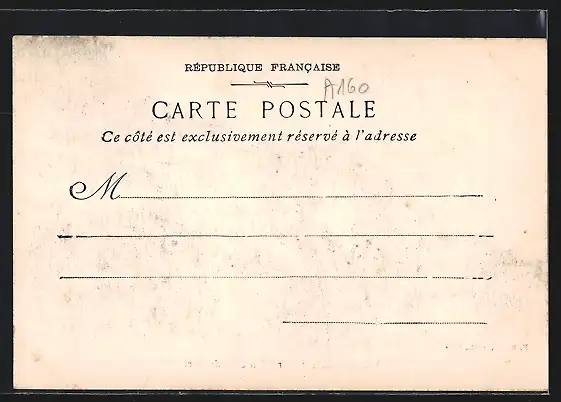 RÉPUBLIQUE FRANÇAISE
A160
CARTE POSTALE
Ce côté est exclusivement réservé à l'adresse
M